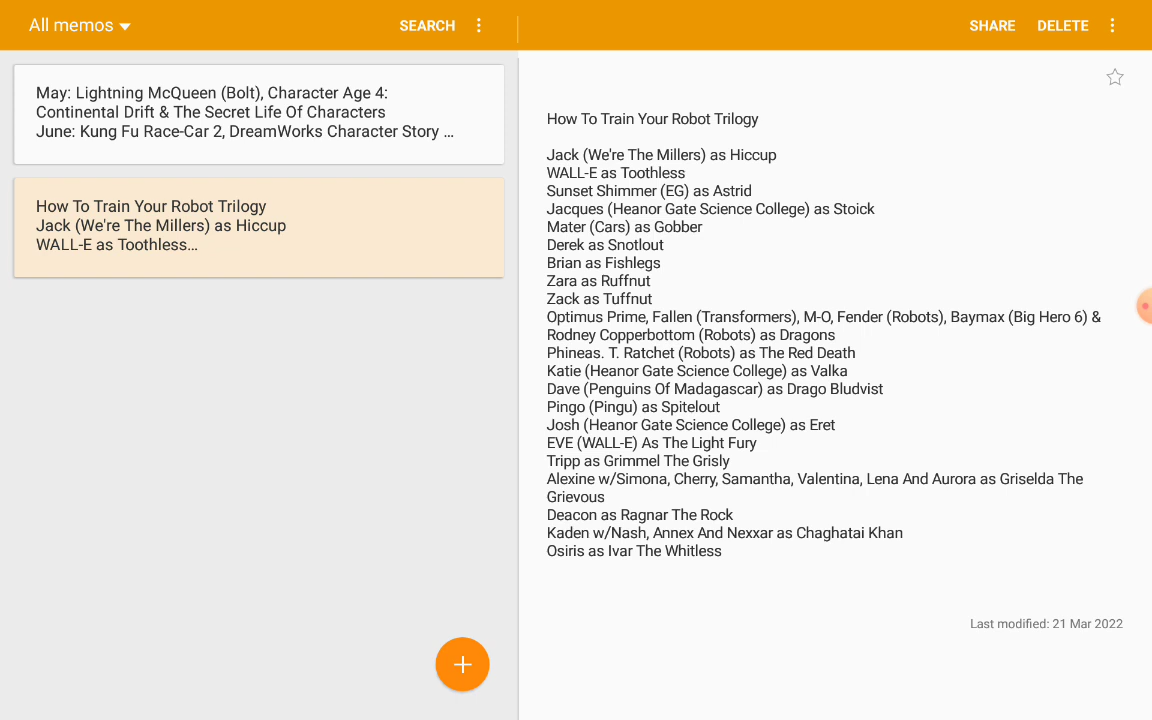 All memos
SEARCH
SHARE
DELETE
May: Lightning McQueen (Bolt), Character Age 4:
Continental Drift & The Secret Life Of Characters
June: Kung Fu Race-Car 2, DreamWorks Character Story ...
How To Train Your Robot Trilogy
Jack (We're The Millers) as Hiccup
WALL-E as Toothless...
How To Train Your Robot Trilogy
Jack (We're The Millers) as Hiccup
WALL-E as Toothless
Sunset Shimmer (EG) as Astrid
Jacques (Heanor Gate Science College) as Stoick
Mater (Cars) as Gobber
Derek as Snotlout
Brian as Fishlegs
Zara as Ruffnut
Zack as Tuffnut
Optimus Prime, Fallen (Transformers), M-O, Fender (Robots), Baymax (Big Hero 6) &
Rodney Copperbottom (Robots) as Dragons
Phineas. T. Ratchet (Robots) as The Red Death
Katie (Heanor Gate Science College) as Valka
Dave (Penguins Of Madagascar) as Drago Bludvist
Pingo (Pingu) as Spitelout
Josh (Heanor Gate Science College) as Eret
EVE (WALL-E) As The Light Fury
Tripp as Grimmel The Grisly
Alexine w/Simona, Cherry, Samantha, Valentina, Lena And Aurora as Griselda The
Grievous
Deacon as Ragnar The Rock
Kaden w/Nash, Annex And Nexxar as Chaghatai Khan
Osiris as Ivar The Whitless
Last modified: 21 Mar 2022